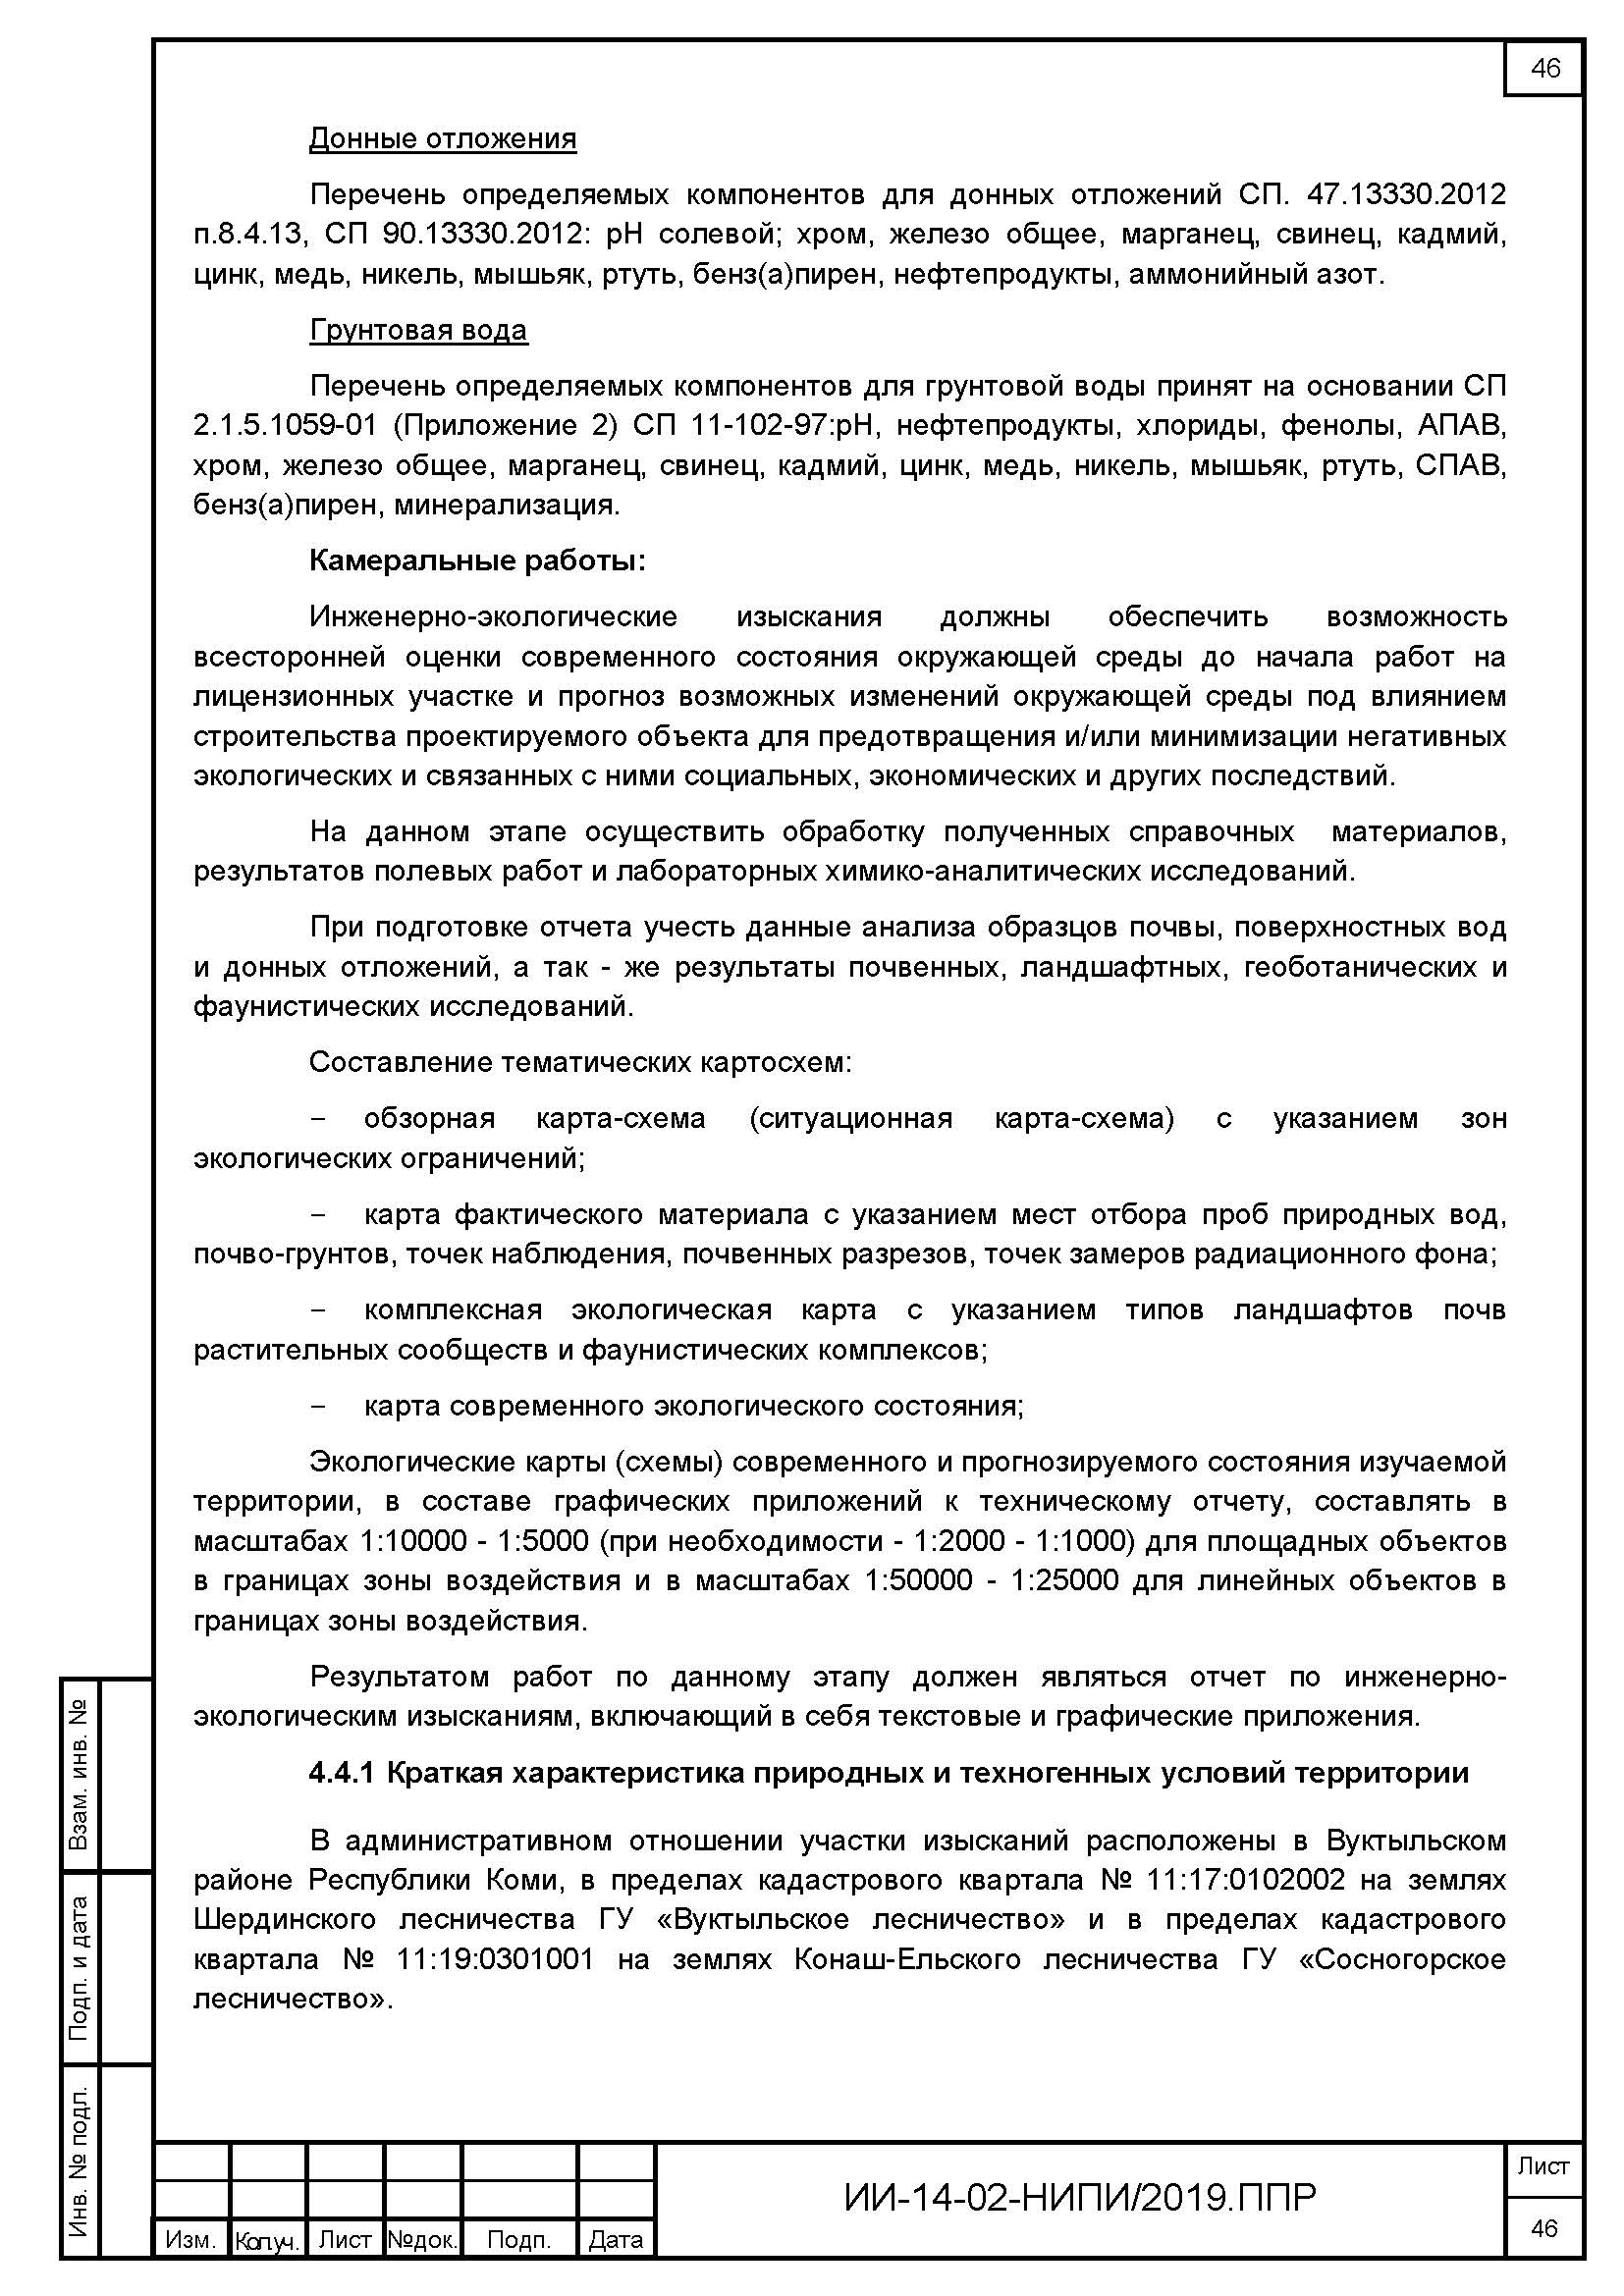 46
Донные отложения
Перечень определяемых компонентов для донных отложений СП. 47.13330.2012
п.8.4.13, СП 90.13330.2012: рН солевой; хром, железо общее, марганец, свинец, кадмий,
цинк, медь, никель, мышьяк, ртуть, бенз(а)пирен, нефтепродукты, аммонийный азот.
Грунтовая вода
Перечень определяемых компонентов для грунтовой воды принят на основании СП
2.1.5.1059-01 (Приложение 2) СП 11-102-97:рН, нефтепродукты, хлориды, фенолы, АПАВ,
хром, железо общее, марганец, свинец, кадмий, цинк, медь, никель, мышьяк, ртуть, СПАВ,
бенз(а)пирен, минерализация.
Камеральные работы:
Инженерно-экологические изыскания должны обеспечить возможность
всесторонней оценки современного состояния окружающей среды до начала работ на
лицензионных участке и прогноз возможных изменений окружающей среды под влиянием
строительства проектируемого объекта для предотвращения и/или минимизации негативных
экологических и связанных с ними социальных, экономических и других последствий.
На данном этапе осуществить обработку полученных справочных материалов,
результатов полевых работ и лабораторных химико-аналитических исследований.
При подготовке отчета учесть данные анализа образцов почвы, поверхностных вод
и донных отложений, а так - же результаты почвенных, ландшафтных, геоботанических и
фаунистических исследований.
Составление тематических картосхем:
− обзорная карта-схема (ситуационная карта-схема) с указанием зон
экологических ограничений;
− карта фактического материала с указанием мест отбора проб природных вод,
почво-грунтов, точек наблюдения, почвенных разрезов, точек замеров радиационного фона;
− комплексная экологическая карта с указанием типов ландшафтов почв
растительных сообществ и фаунистических комплексов;
− карта современного экологического состояния;
Экологические карты (схемы) современного и прогнозируемого состояния изучаемой
территории, в составе графических приложений к техническому отчету, составлять в
масштабах 1:10000 - 1:5000 (при необходимости - 1:2000 - 1:1000) для площадных объектов
в границах зоны воздействия и в масштабах 1:50000 - 1:25000 для линейных объектов в
границах зоны воздействия.
Результатом работ по данному этапу должен являться отчет по инженерно-
экологическим изысканиям, включающий в себя текстовые и графические приложения.
4.4.1 Краткая характеристика природных и техногенных условий территории
В административном отношении участки изысканий расположены в Вуктыльском
районе Республики Коми, в пределах кадастрового квартала № 11:17:0102002 на землях
Шердинского лесничества ГУ «Вуктыльское лесничество» и в пределах кадастрового
квартала № 11:19:0301001 на землях Конаш-Ельского лесничества ГУ «Сосногорское
лесничество».
Взам. инв. №
Подп. и дата
Инв. № подл.
Изм. Кол.уч. Лист №док. Подп. Дата
ИИ-14-02-НИПИ/2019.ППР
Лист
46